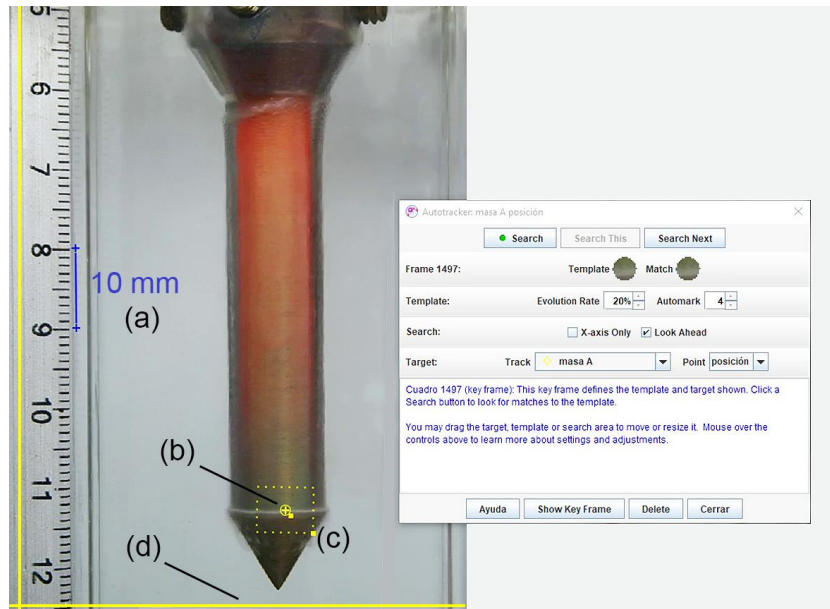 5
6
7
8
9
10
11
12
10 mm
(a)
(b)
(c)
(d)
Autotracker: masa A posición
Search Search This Search Next
Frame 1497: Template Match
Template: Evolution Rate 20% Automark 4
Search: X-axis Only Look Ahead
Target: Track masa A Point posición
Cuadro 1497 (key frame): This key frame defines the template and target shown. Click a
Search button to look for matches to the template.
You may drag the target, template or search area to move or resize it. Mouse over the
controls above to learn more about settings and adjustments.
Ayuda Show Key Frame Delete Cerrar